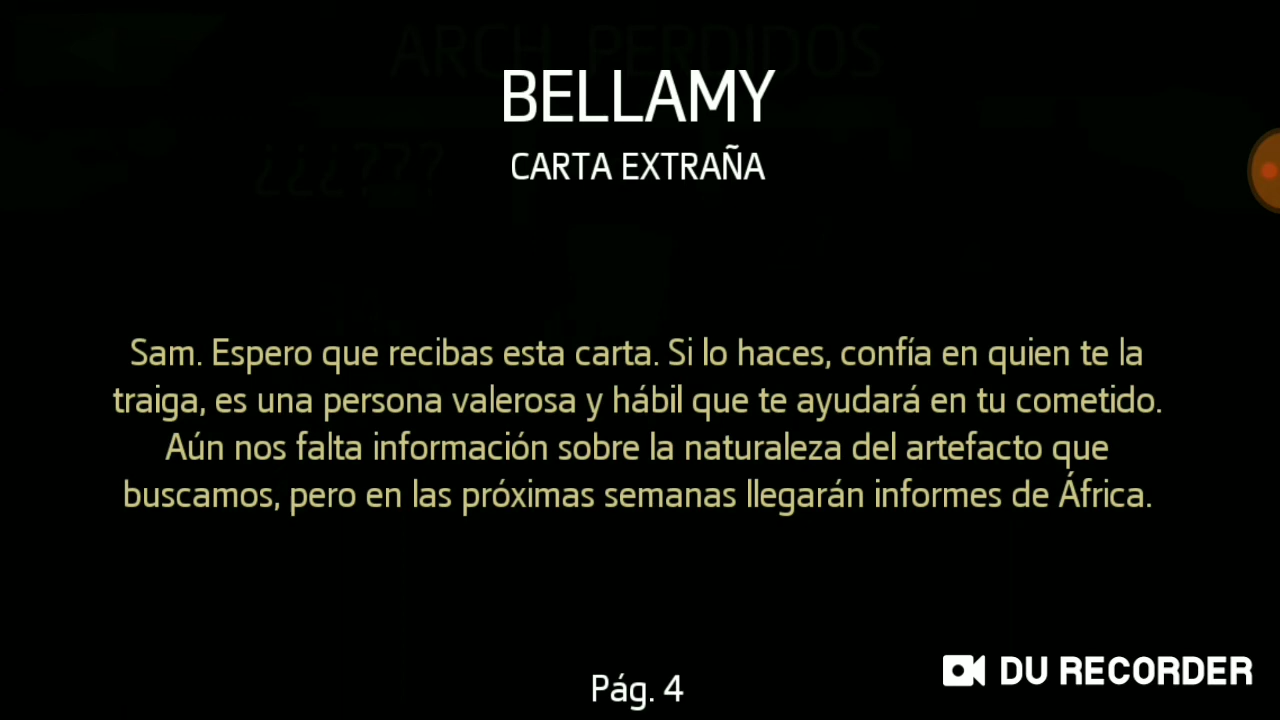 ARCH. PERDIDOS
BELLAMY
CARTA EXTRAÑA
¿¿¿???
Sam. Espero que recibas esta carta. Si lo haces, confía en quien te la
traiga, es una persona valerosa y hábil que te ayudará en tu cometido.
Aún nos falta información sobre la naturaleza del artefacto que
buscamos, pero en las próximas semanas llegarán informes de África.
DU RECORDER
Pág. 4